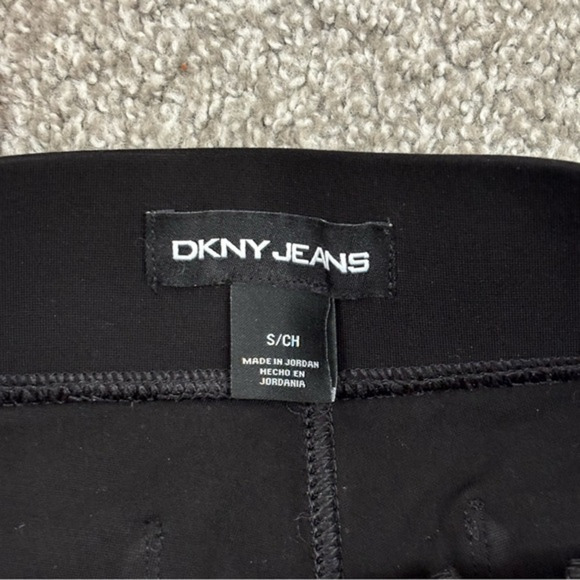 DKNY JEANS
S/CH
MADE IN JORDAN
HECHO EN
JORDANIA